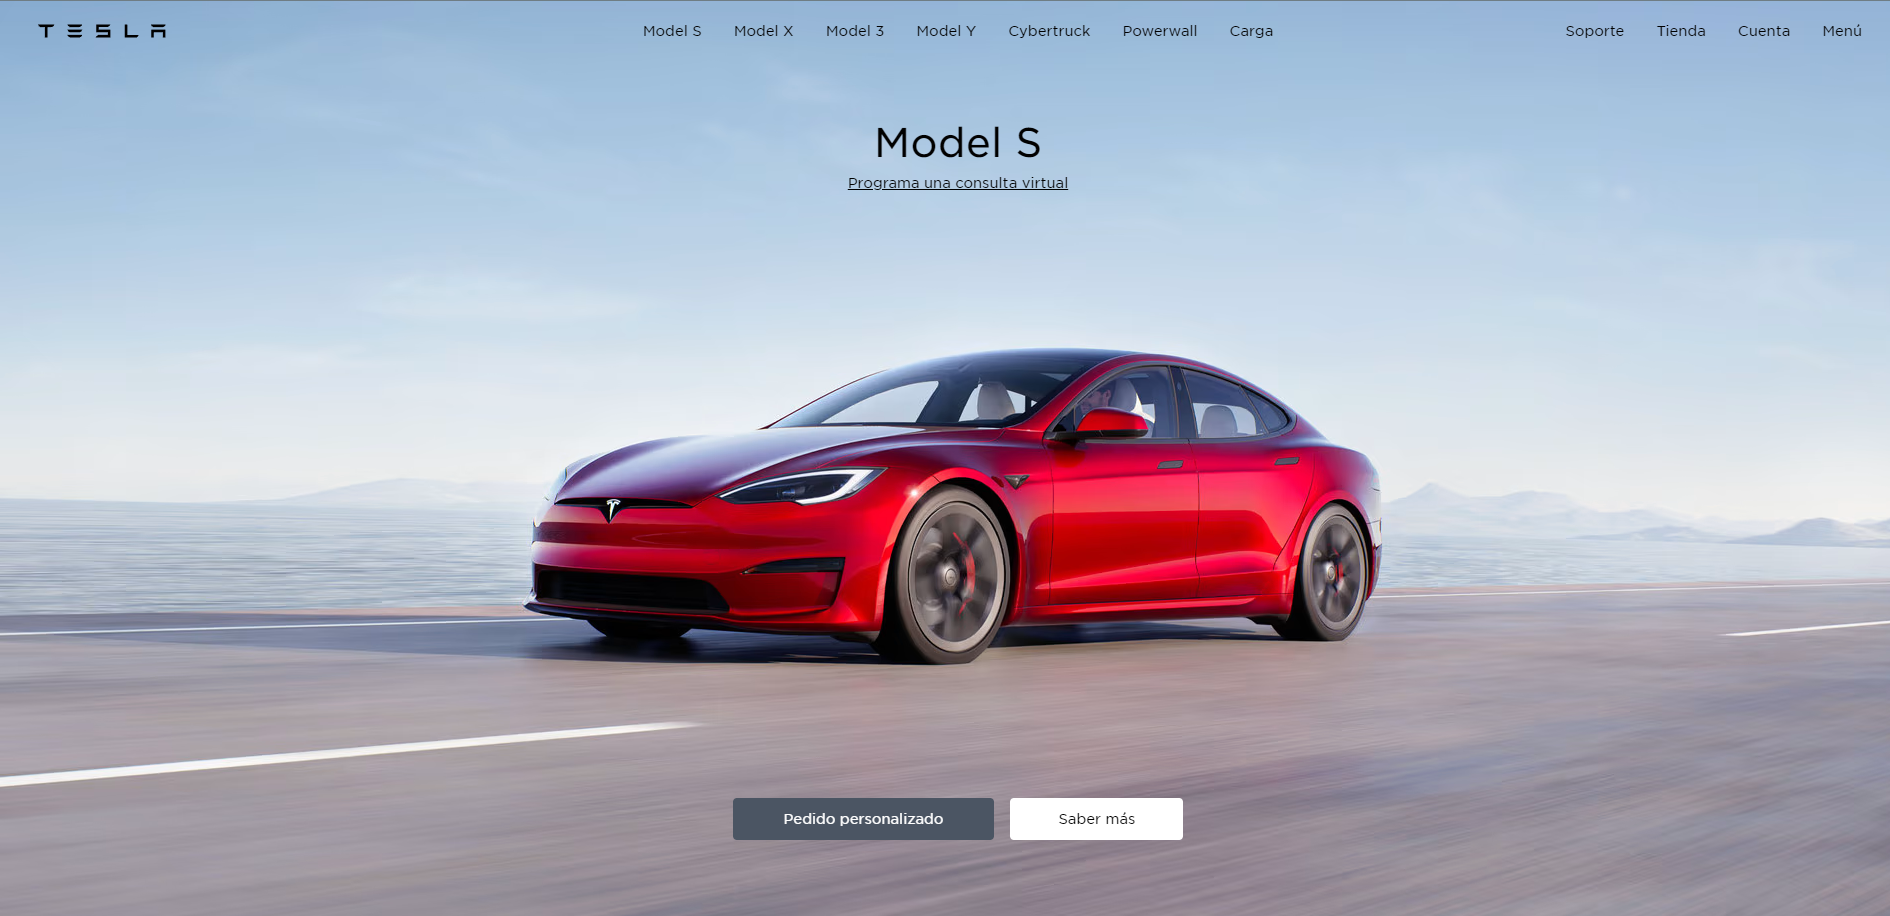 TESLA
Model S Model X Model 3 Model Y Cybertruck Powerwall Carga
Soporte Tienda Cuenta Menú
Model S
Programa una consulta virtual
Pedido personalizado
Saber más